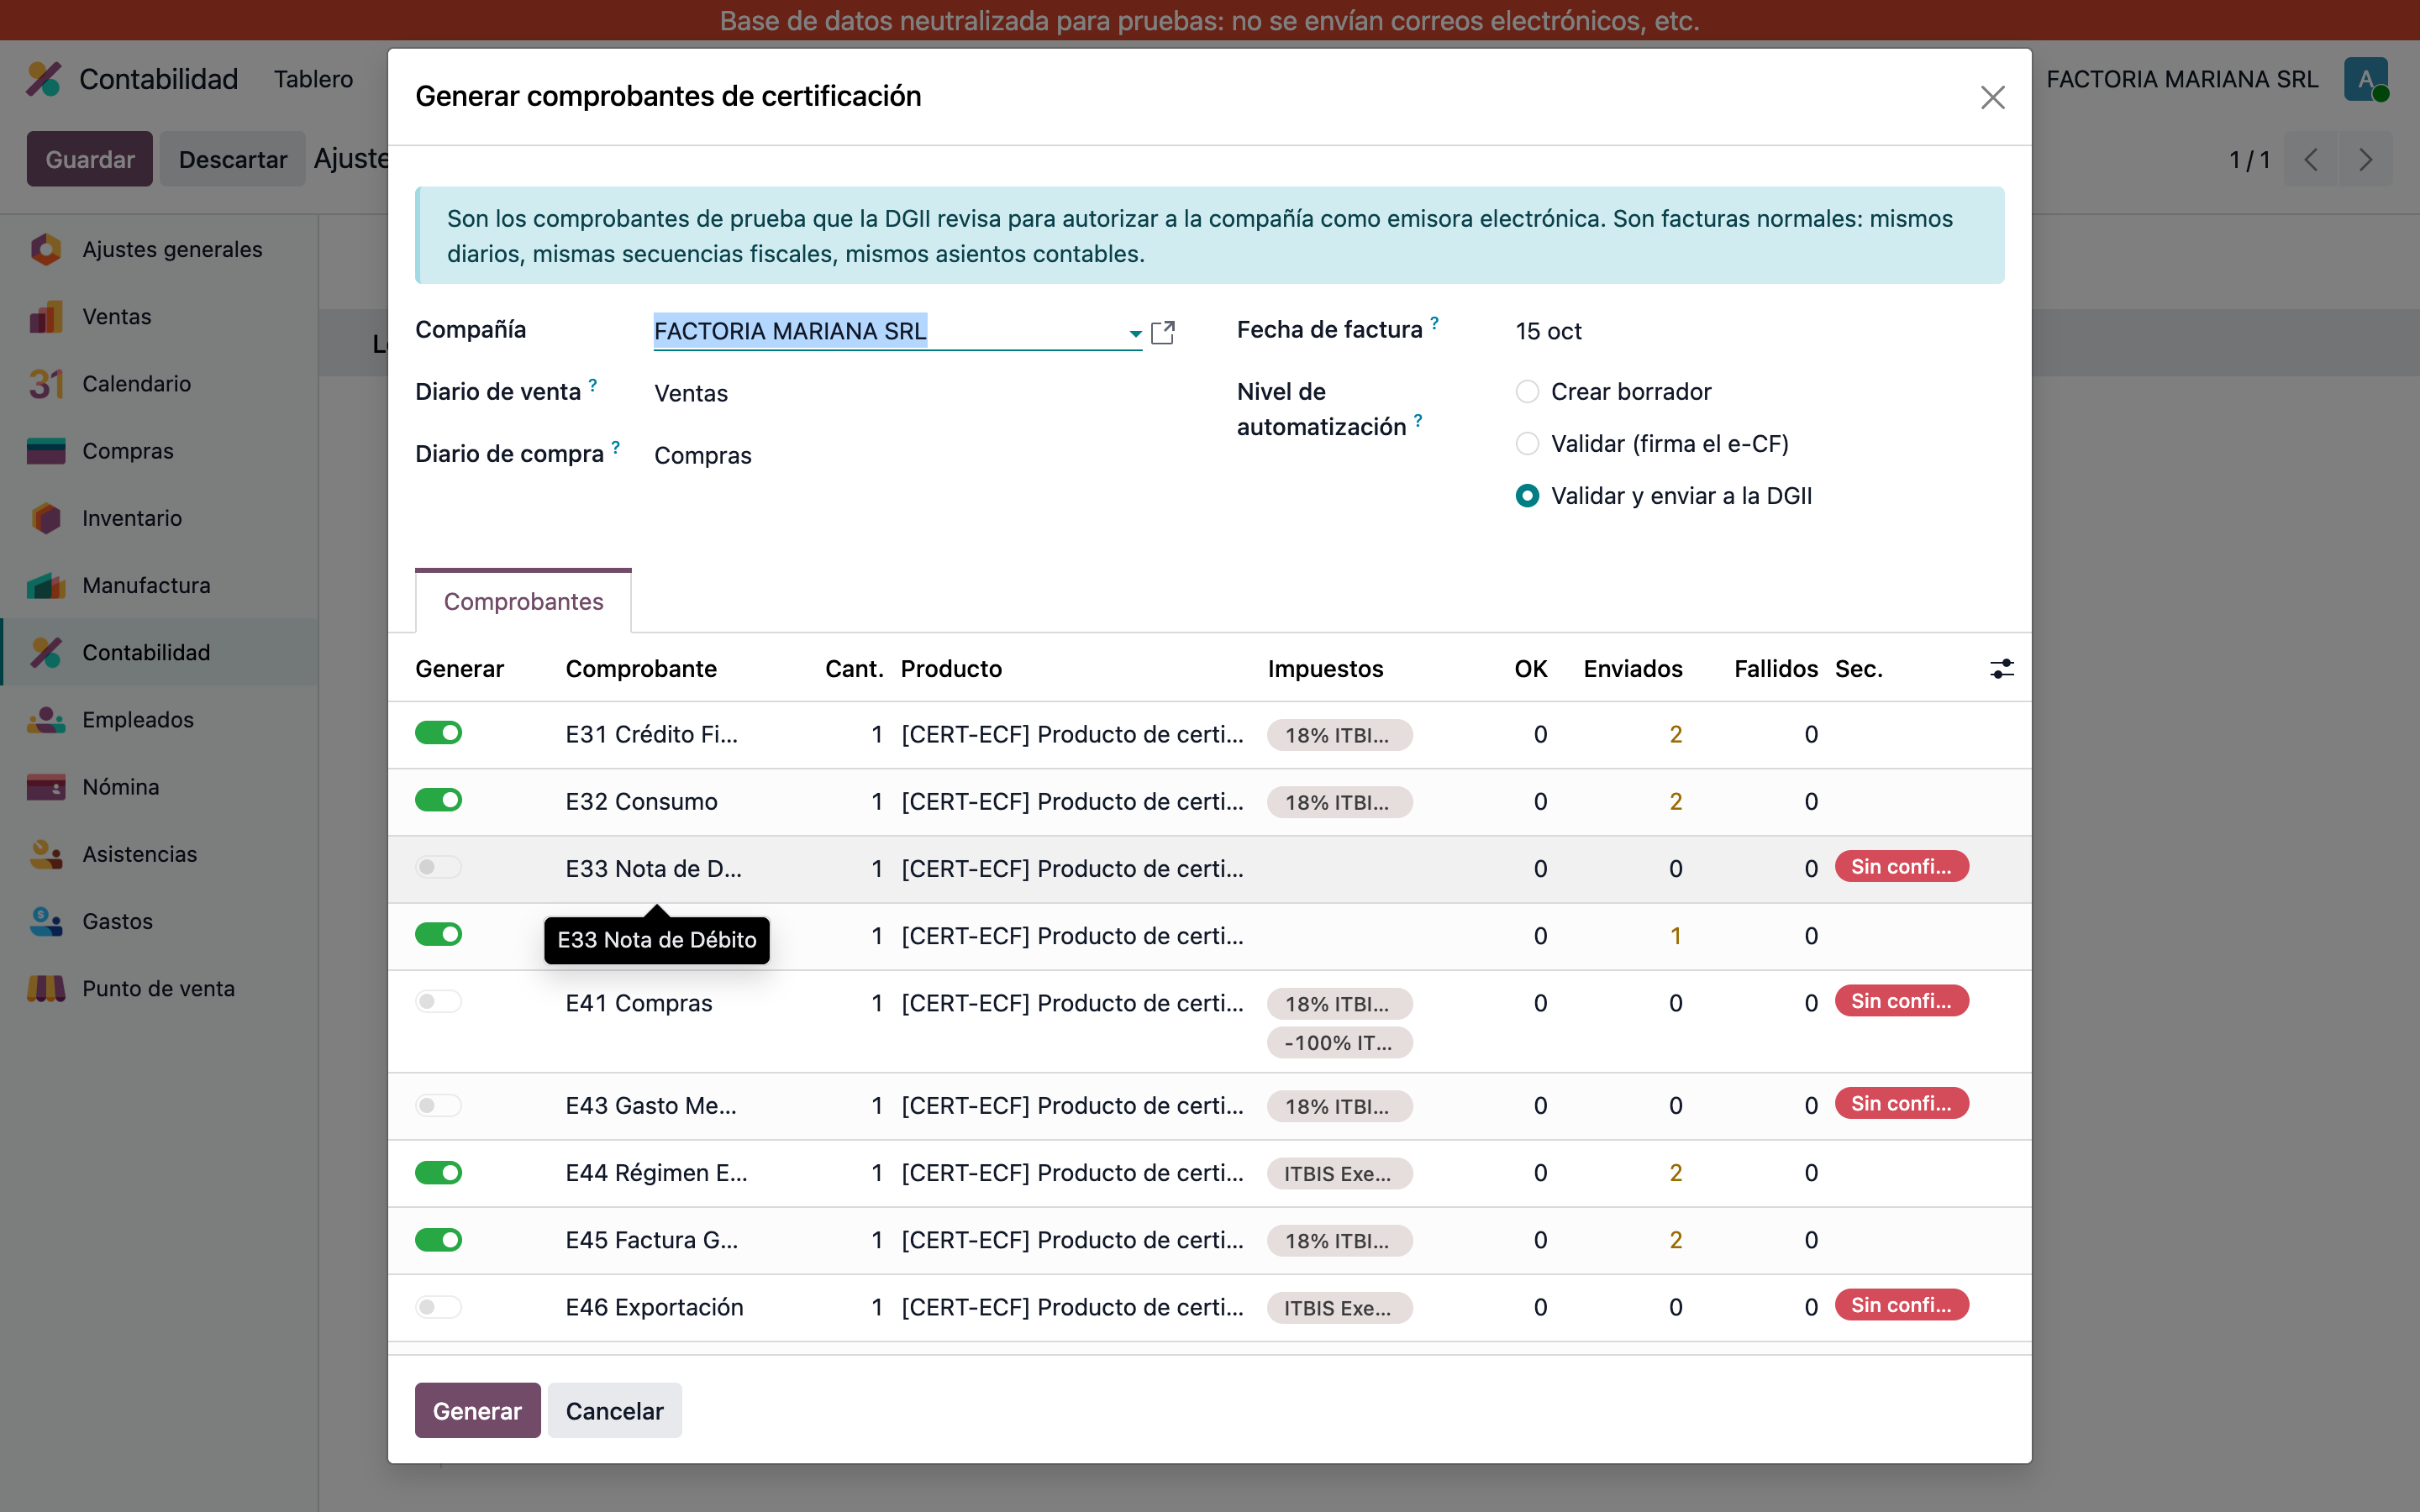 Base de datos neutralizada para pruebas: no se envían correos electrónicos, etc.
Contabilidad
Tablero
FACTORIA MARIANA SRL
A
Guardar
Descartar
Ajuste
1 / 1
Ajustes generales
Ventas
31
Calendario
Compras
Inventario
Manufactura
Contabilidad
Empleados
Nómina
Asistencias
Gastos
Punto de venta
Generar comprobantes de certificación
Son los comprobantes de prueba que la DGII revisa para autorizar a la compañía como emisora electrónica. Son facturas normales: mismos
diarios, mismas secuencias fiscales, mismos asientos contables.
Compañía
FACTORIA MARIANA SRL
Diario de venta ?
Ventas
Diario de compra ?
Compras
Fecha de factura ?
15 oct
Nivel de
automatización ?
Crear borrador
Validar (firma el e-CF)
Validar y enviar a la DGII
Comprobantes
Generar Comprobante Cant. Producto Impuestos OK Enviados Fallidos Sec.
E31 Crédito Fi... 1 [CERT-ECF] Producto de certi... 18% ITBI... 0 2 0
E32 Consumo 1 [CERT-ECF] Producto de certi... 18% ITBI... 0 2 0
E33 Nota de D... 1 [CERT-ECF] Producto de certi... 0 0 0 Sin confi...
E33 Nota de Débito
1 [CERT-ECF] Producto de certi... 0 1 0
E41 Compras 1 [CERT-ECF] Producto de certi... 18% ITBI... 0 0 0 Sin confi...
-100% IT...
E43 Gasto Me... 1 [CERT-ECF] Producto de certi... 18% ITBI... 0 0 0 Sin confi...
E44 Régimen E... 1 [CERT-ECF] Producto de certi... ITBIS Exe... 0 2 0
E45 Factura G... 1 [CERT-ECF] Producto de certi... 18% ITBI... 0 2 0
E46 Exportación 1 [CERT-ECF] Producto de certi... ITBIS Exe... 0 0 0 Sin confi...
Generar
Cancelar